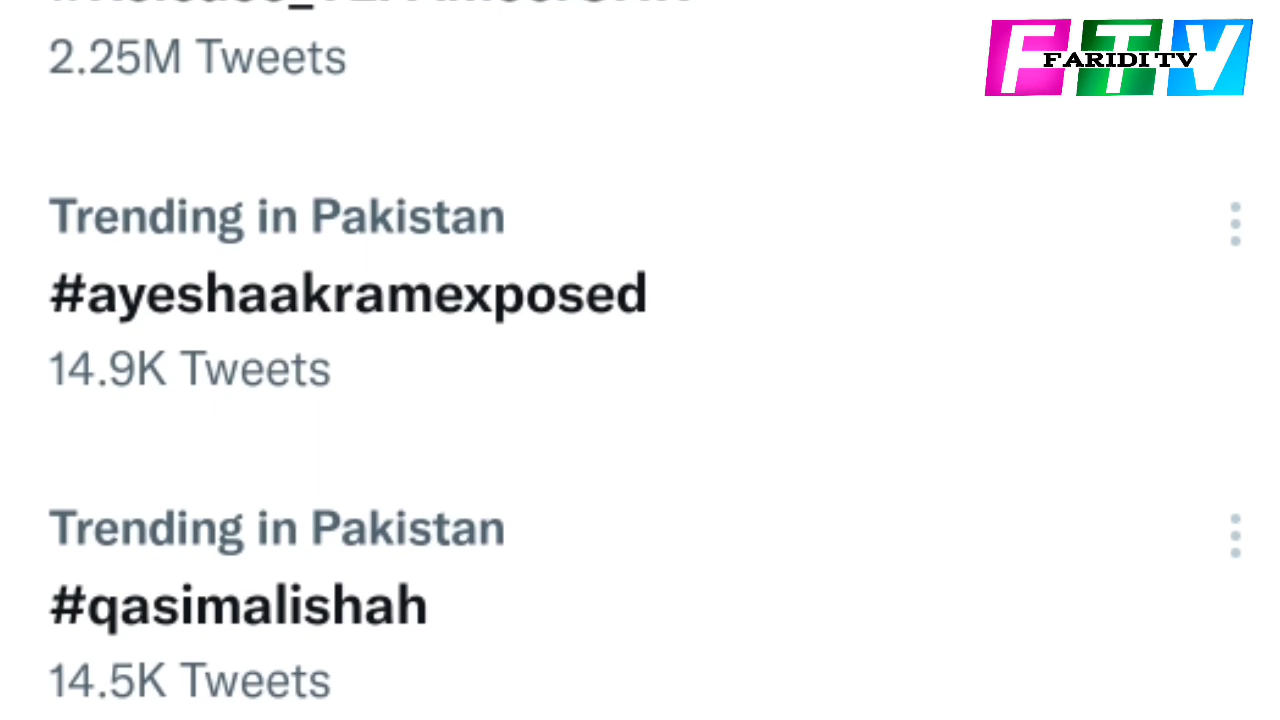 2.25M Tweets
FTV
FARIDI TV
Trending in Pakistan
#ayeshaakramexposed
14.9K Tweets
Trending in Pakistan
#qasimalishah
14.5K Tweets